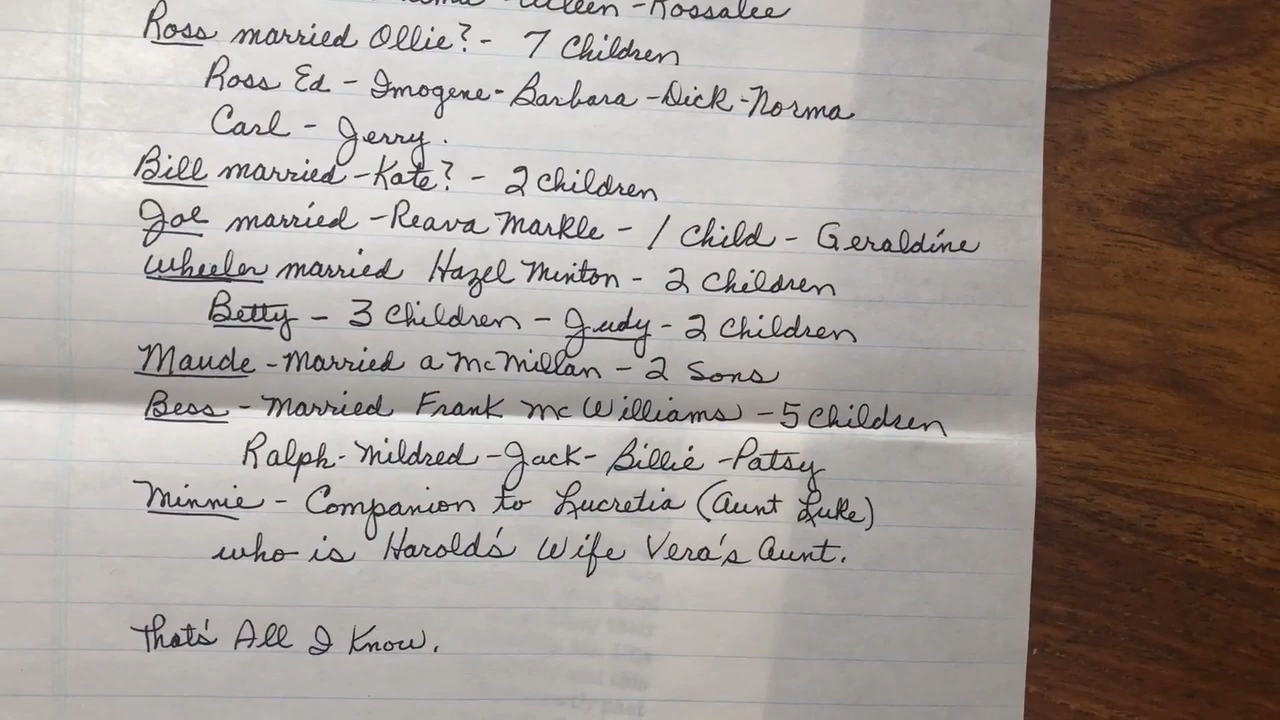 - Rossalee
Ross married Ollie? - 7 Children
Ross Ed - Imogene - Barbara - Dick - Norma
Carl - Jerry.
Bill married - Kate? - 2 Children
Joe married - Reava Markle - 1 Child - Geraldine
Wheeler married Hazel Minton - 2 Children
Betty - 3 Children - Judy - 2 Children
Maude - Married a McMillan - 2 Sons
Bess - Married Frank McWilliams - 5 Children
Ralph - Mildred - Jack - Billie - Patsy
Minnie - Companion to Lucretia (Aunt Luke)
who is Harold's Wife Vera's Aunt.
That's All I Know.